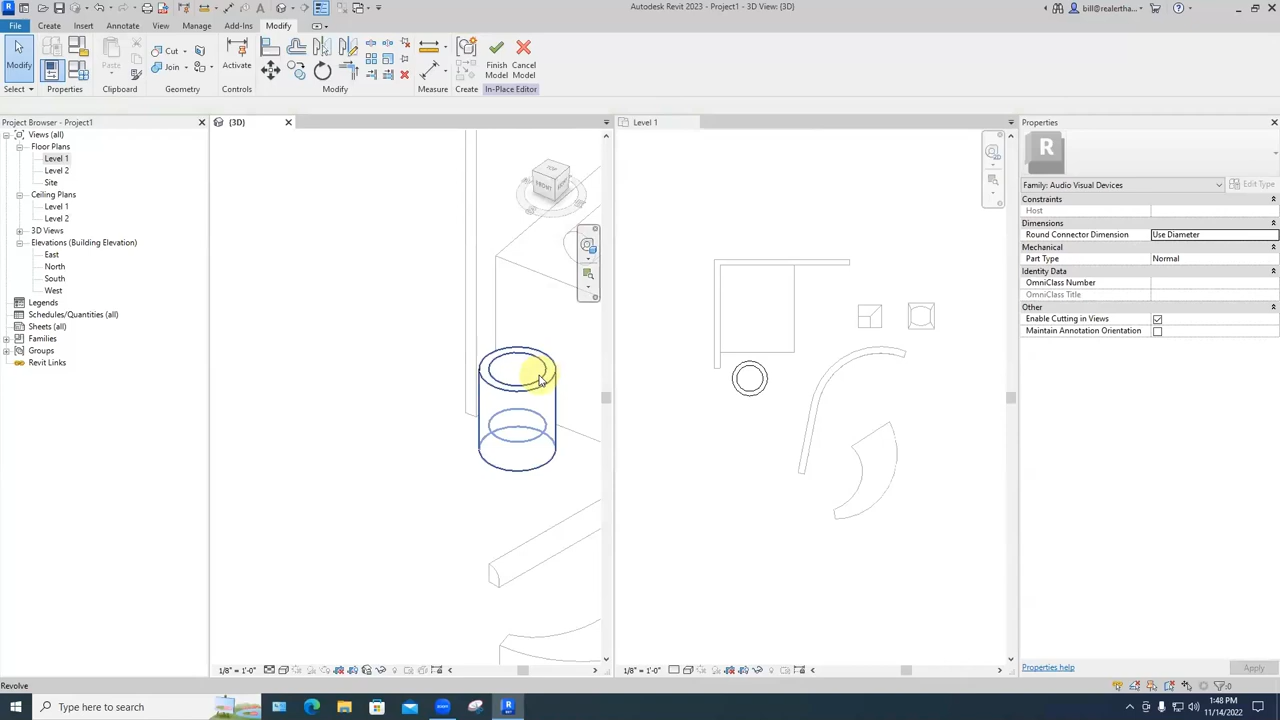 Autodesk Revit 2023 - Project1 - 3D View: {3D}
bill@realertha...
File
Create
Insert
Annotate
View
Manage
Add-Ins
Modify
Modify
Paste
Cut
Join
Activate
Finish Model
Cancel Model
Create
Select
Properties
Clipboard
Geometry
Controls
Modify
Measure
Create
In-Place Editor
Project Browser - Project1
Views (all)
Floor Plans
Level 1
Level 2
Site
Ceiling Plans
Level 1
Level 2
3D Views
Elevations (Building Elevation)
East
North
South
West
Legends
Schedules/Quantities (all)
Sheets (all)
Families
Groups
Revit Links
{3D}
TOP
FRONT
Level 1
Properties
R
Family: Audio Visual Devices
Edit Type
Constraints
Host
Dimensions
Round Connector Dimension Use Diameter
Mechanical
Part Type Normal
Identity Data
OmniClass Number
OmniClass Title
Other
Enable Cutting in Views
Maintain Annotation Orientation
Properties help
Apply
1/8" = 1'-0"
1/8" = 1'-0"
Revolve
:0
Type here to search
1:48 PM
11/14/2022